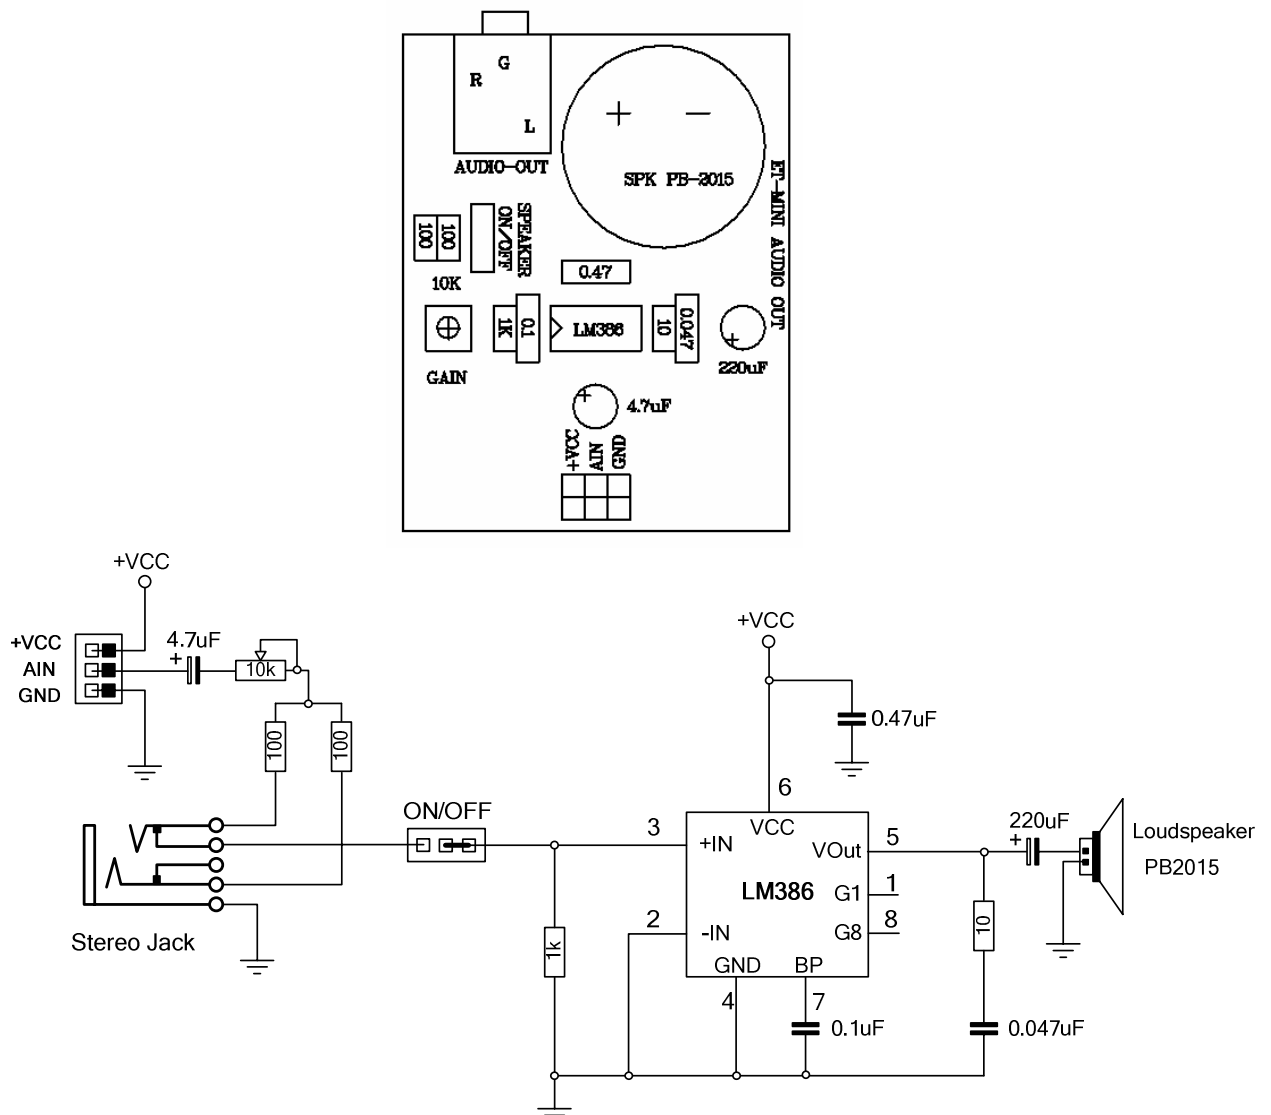 G
R
L
AUDIO-OUT
+ −
SPK PB-2015
ET-MINI AUDIO OUT
100
100
SPEAKER
ON/OFF
10K
0.47
GAIN
1K
0.1
LM386
10
0.047
+
220uF
+
4.7uF
+VCC
AIN
GND
+VCC
+VCC
AIN
GND
4.7uF
+
10k
100
100
Stereo Jack
ON/OFF
1k
+VCC
0.47uF
6
VCC
3
+IN
VOut
5
LM386
G1
1
2
-IN
G8
8
GND
BP
4
7
0.1uF
10
0.047uF
220uF
+
Loudspeaker
PB2015